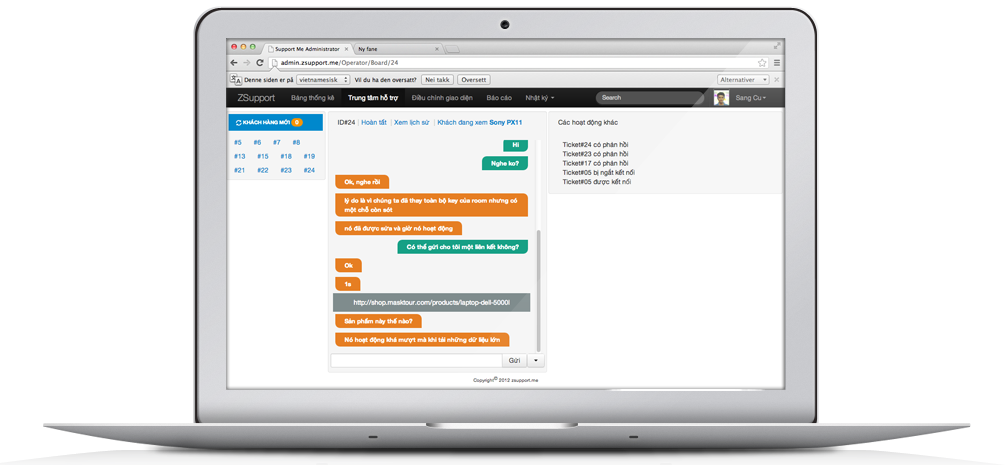 Support Me Administrator
Ny fane
admin.zsupport.me/Operator/Board/24
Denne siden er på vietnamesisk Vil du ha den oversatt? Nei takk Oversett Alternativer
ZSupport Bảng thống kê Trung tâm hỗ trợ Điều chỉnh giao diện Báo cáo Nhật ký Search Sang Cu
KHÁCH HÀNG MỚI 0
#5 #6 #7 #8
#13 #15 #18 #19
#21 #22 #23 #24
ID#24 | Hoàn tất | Xem lịch sử | Khách đang xem Sony PX11
Hi
Nghe ko?
Ok, nghe rồi
lý do là vì chúng ta đã thay toàn bộ key của room nhưng có
một chỗ còn sót
nó đã được sửa và giờ nó hoạt động
Có thể gửi cho tôi một liên kết không?
Ok
1s
http://shop.masktour.com/products/laptop-dell-5000i
Sản phẩm này thế nào?
Nó hoạt động khá mượt mà khi tải những dữ liệu lớn
Gửi
Các hoạt động khác
Ticket#24 có phản hồi
Ticket#23 có phản hồi
Ticket#17 có phản hồi
Ticket#05 bị ngắt kết nối
Ticket#05 được kết nối
Copyright© 2012 zsupport.me